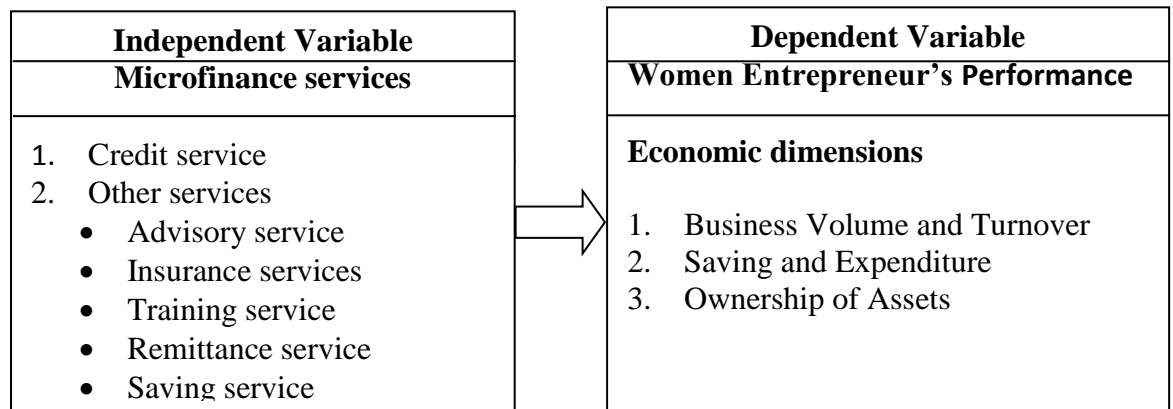 Independent Variable
Microfinance services
1. Credit service
2. Other services
• Advisory service
• Insurance services
• Training service
• Remittance service
• Saving service
Dependent Variable
Women Entrepreneur’s Performance
Economic dimensions
1. Business Volume and Turnover
2. Saving and Expenditure
3. Ownership of Assets